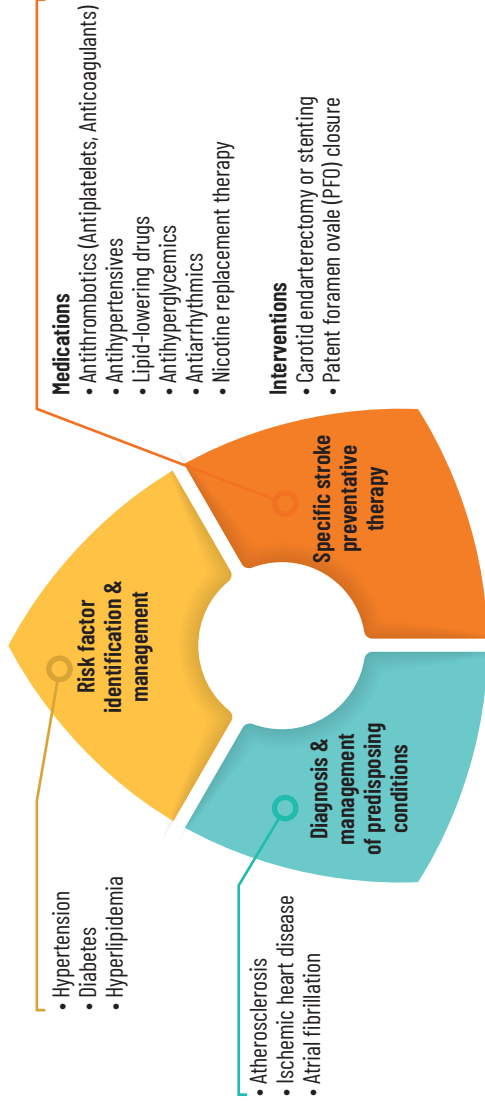 • Hypertension
• Diabetes
• Hyperlipidemia
Risk factor
identification &
management
• Atherosclerosis
• Ischemic heart disease
• Atrial fibrillation
Diagnosis &
management
of predisposing
conditions
Specific stroke
preventative
therapy
Medications
• Antithrombotics (Antiplatelets, Anticoagulants)
• Antihypertensives
• Lipid-lowering drugs
• Antihyperglycemics
• Antiarrhythmics
• Nicotine replacement therapy
Interventions
• Carotid endarterectomy or stenting
• Patent foramen ovale (PFO) closure